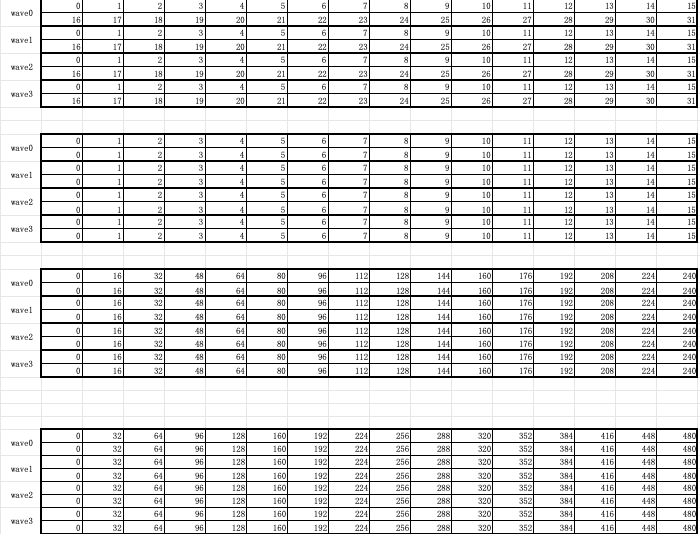 0 1 2 3 4 5 6 7 8 9 10 11 12 13 14 15
wave0
16 17 18 19 20 21 22 23 24 25 26 27 28 29 30 31
0 1 2 3 4 5 6 7 8 9 10 11 12 13 14 15
wave1
16 17 18 19 20 21 22 23 24 25 26 27 28 29 30 31
0 1 2 3 4 5 6 7 8 9 10 11 12 13 14 15
wave2
16 17 18 19 20 21 22 23 24 25 26 27 28 29 30 31
0 1 2 3 4 5 6 7 8 9 10 11 12 13 14 15
wave3
16 17 18 19 20 21 22 23 24 25 26 27 28 29 30 31
0 1 2 3 4 5 6 7 8 9 10 11 12 13 14 15
wave0
0 1 2 3 4 5 6 7 8 9 10 11 12 13 14 15
0 1 2 3 4 5 6 7 8 9 10 11 12 13 14 15
wave1
0 1 2 3 4 5 6 7 8 9 10 11 12 13 14 15
0 1 2 3 4 5 6 7 8 9 10 11 12 13 14 15
wave2
0 1 2 3 4 5 6 7 8 9 10 11 12 13 14 15
0 1 2 3 4 5 6 7 8 9 10 11 12 13 14 15
wave3
0 1 2 3 4 5 6 7 8 9 10 11 12 13 14 15
0 16 32 48 64 80 96 112 128 144 160 176 192 208 224 240
wave0
0 16 32 48 64 80 96 112 128 144 160 176 192 208 224 240
0 16 32 48 64 80 96 112 128 144 160 176 192 208 224 240
wave1
0 16 32 48 64 80 96 112 128 144 160 176 192 208 224 240
0 16 32 48 64 80 96 112 128 144 160 176 192 208 224 240
wave2
0 16 32 48 64 80 96 112 128 144 160 176 192 208 224 240
0 16 32 48 64 80 96 112 128 144 160 176 192 208 224 240
wave3
0 16 32 48 64 80 96 112 128 144 160 176 192 208 224 240
0 32 64 96 128 160 192 224 256 288 320 352 384 416 448 480
wave0
0 32 64 96 128 160 192 224 256 288 320 352 384 416 448 480
0 32 64 96 128 160 192 224 256 288 320 352 384 416 448 480
wave1
0 32 64 96 128 160 192 224 256 288 320 352 384 416 448 480
0 32 64 96 128 160 192 224 256 288 320 352 384 416 448 480
wave2
0 32 64 96 128 160 192 224 256 288 320 352 384 416 448 480
0 32 64 96 128 160 192 224 256 288 320 352 384 416 448 480
wave3
0 32 64 96 128 160 192 224 256 288 320 352 384 416 448 480